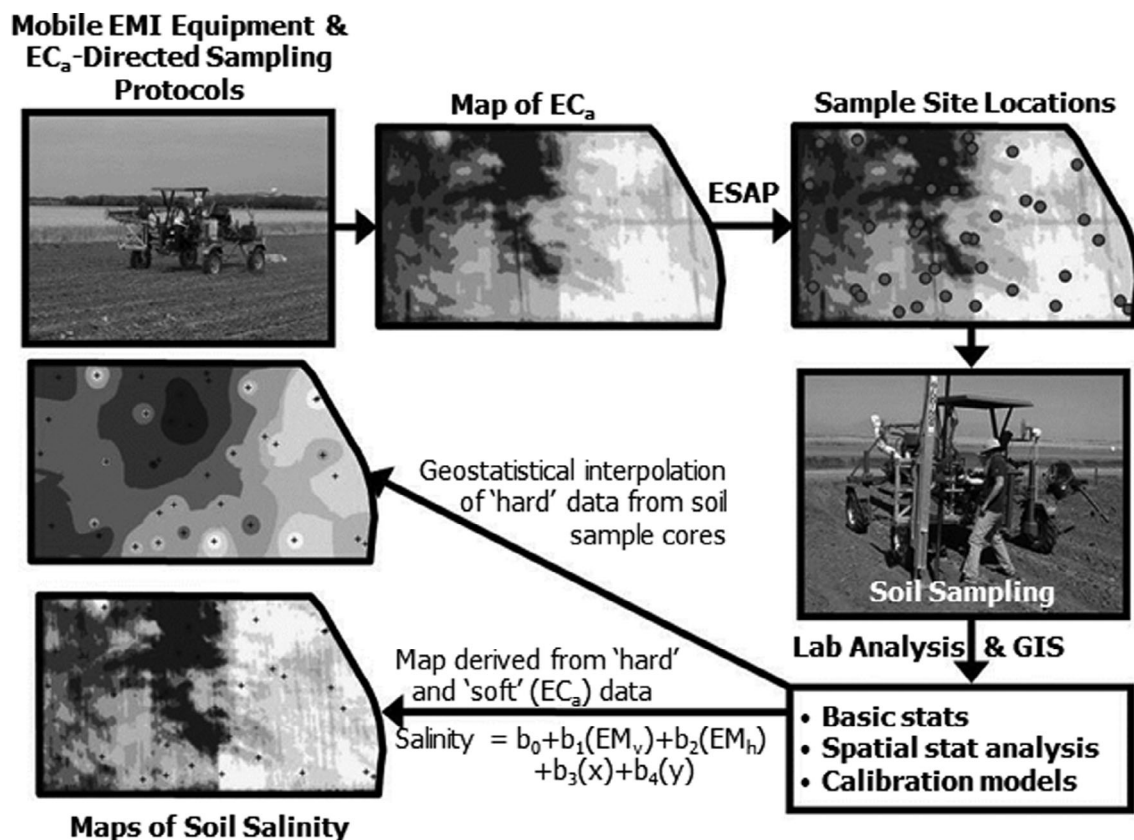 Mobile EMI Equipment &
ECₐ-Directed Sampling
Protocols
Map of ECₐ
Sample Site Locations
ESAP
Geostatistical interpolation
of ‘hard’ data from soil
sample cores
Soil Sampling
Lab Analysis & GIS
Map derived from ‘hard’
and ‘soft’ (ECₐ) data
Salinity = b₀+b₁(EMᵥ)+b₂(EMₕ)
+b₃(x)+b₄(y)
• Basic stats
• Spatial stat analysis
• Calibration models
Maps of Soil Salinity